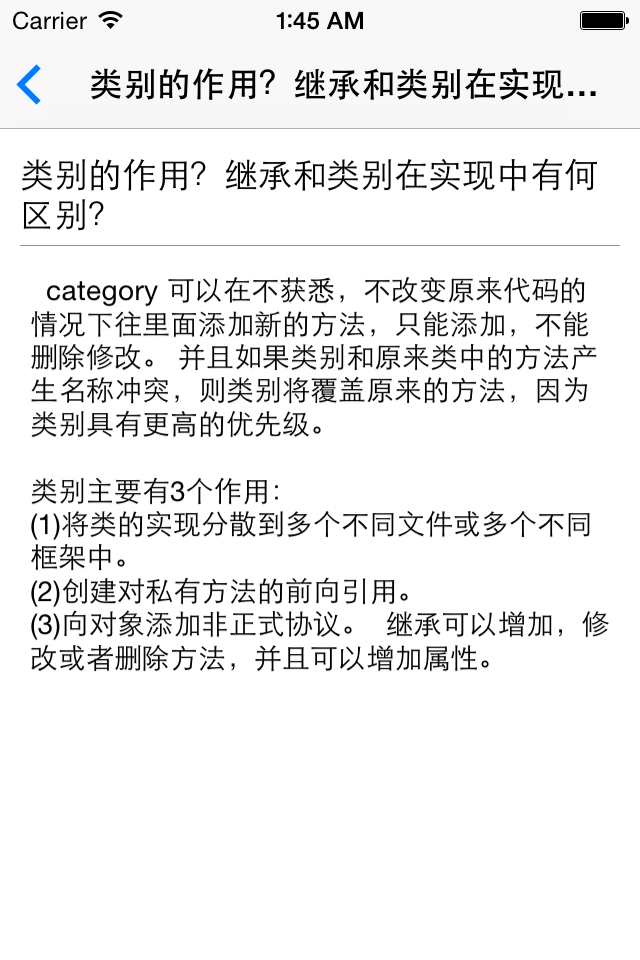 Carrier 1:45 AM
类别的作用？继承和类别在实现...
类别的作用？继承和类别在实现中有何
区别？
category 可以在不获悉，不改变原来代码的
情况下往里面添加新的方法，只能添加，不能
删除修改。 并且如果类别和原来类中的方法产
生名称冲突，则类别将覆盖原来的方法，因为
类别具有更高的优先级。
类别主要有3个作用：
(1)将类的实现分散到多个不同文件或多个不同
框架中。
(2)创建对私有方法的前向引用。
(3)向对象添加非正式协议。 继承可以增加，修
改或者删除方法，并且可以增加属性。